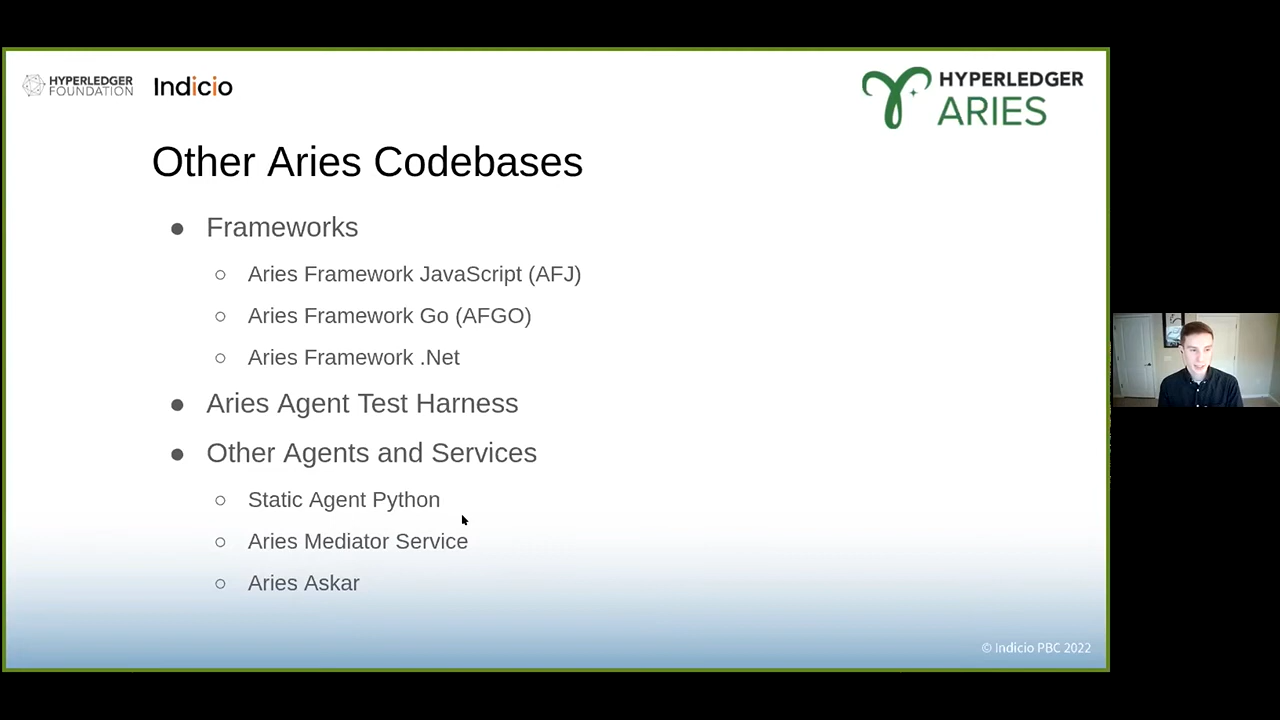 HYPERLEDGER
FOUNDATION
Indicio
HYPERLEDGER
ARIES
Other Aries Codebases
● Frameworks
○ Aries Framework JavaScript (AFJ)
○ Aries Framework Go (AFGO)
○ Aries Framework .Net
● Aries Agent Test Harness
● Other Agents and Services
○ Static Agent Python
○ Aries Mediator Service
○ Aries Askar
© Indicio PBC 2022